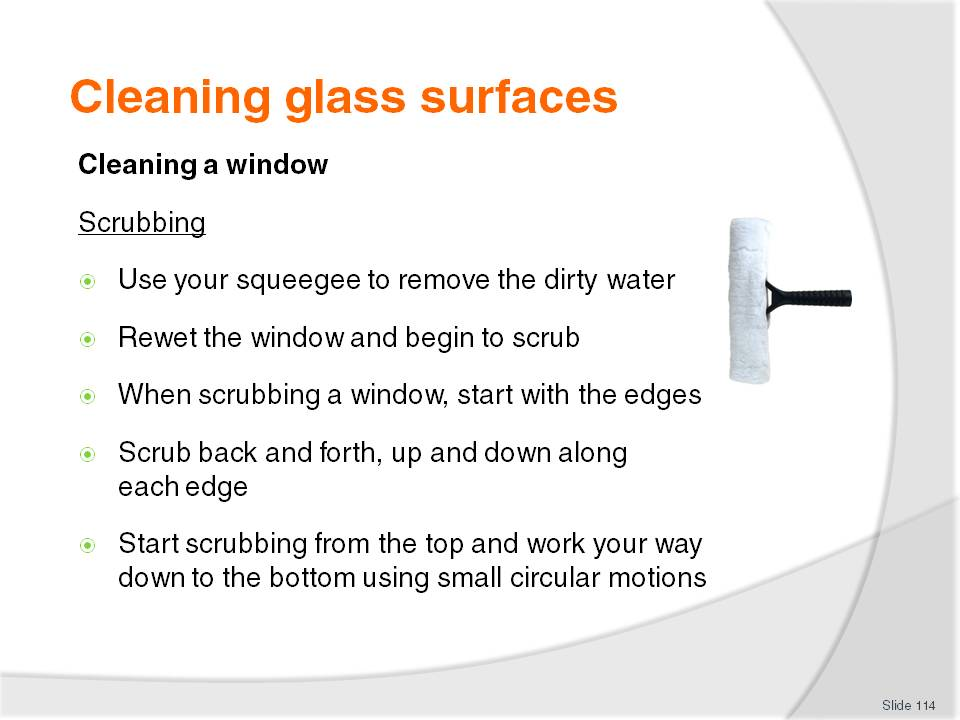 Cleaning glass surfaces
Cleaning a window
Scrubbing
Use your squeegee to remove the dirty water
Rewet the window and begin to scrub
When scrubbing a window, start with the edges
Scrub back and forth, up and down along
each edge
Start scrubbing from the top and work your way
down to the bottom using small circular motions
Slide 114